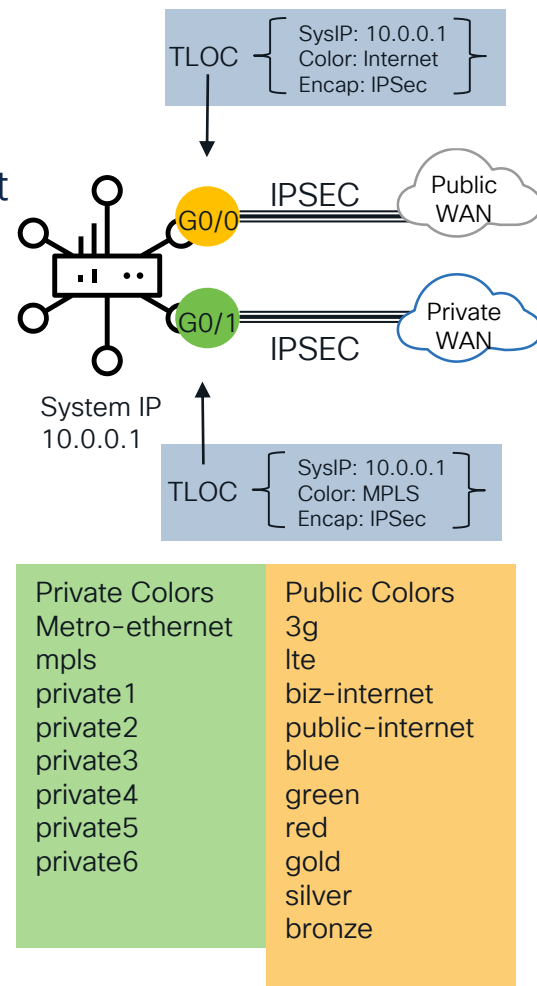 TLOC
SysIP: 10.0.0.1
Color: Internet
Encap: IPSec
t
G0/0
IPSEC
Public
WAN
G0/1
IPSEC
Private
WAN
System IP
10.0.0.1
TLOC
SysIP: 10.0.0.1
Color: MPLS
Encap: IPSec
Private Colors
Metro-ethernet
mpls
private1
private2
private3
private4
private5
private6
Public Colors
3g
lte
biz-internet
public-internet
blue
green
red
gold
silver
bronze